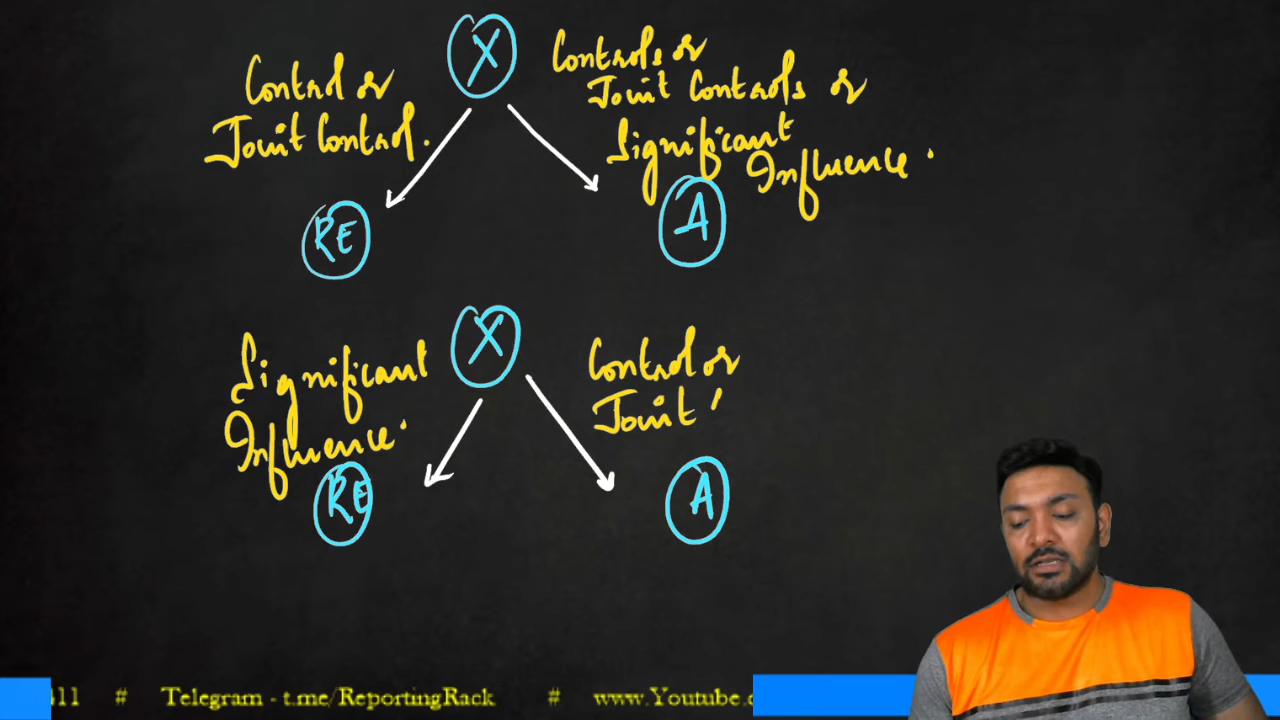 X
Control or
Joint Control.
Controls or
Joint Controls or
Significant
Influence.
RE
A
X
Significant
Influence.
Control or
Joint '
RE
A
411 # Telegram - t.me/ReportingRack # www.Youtube.